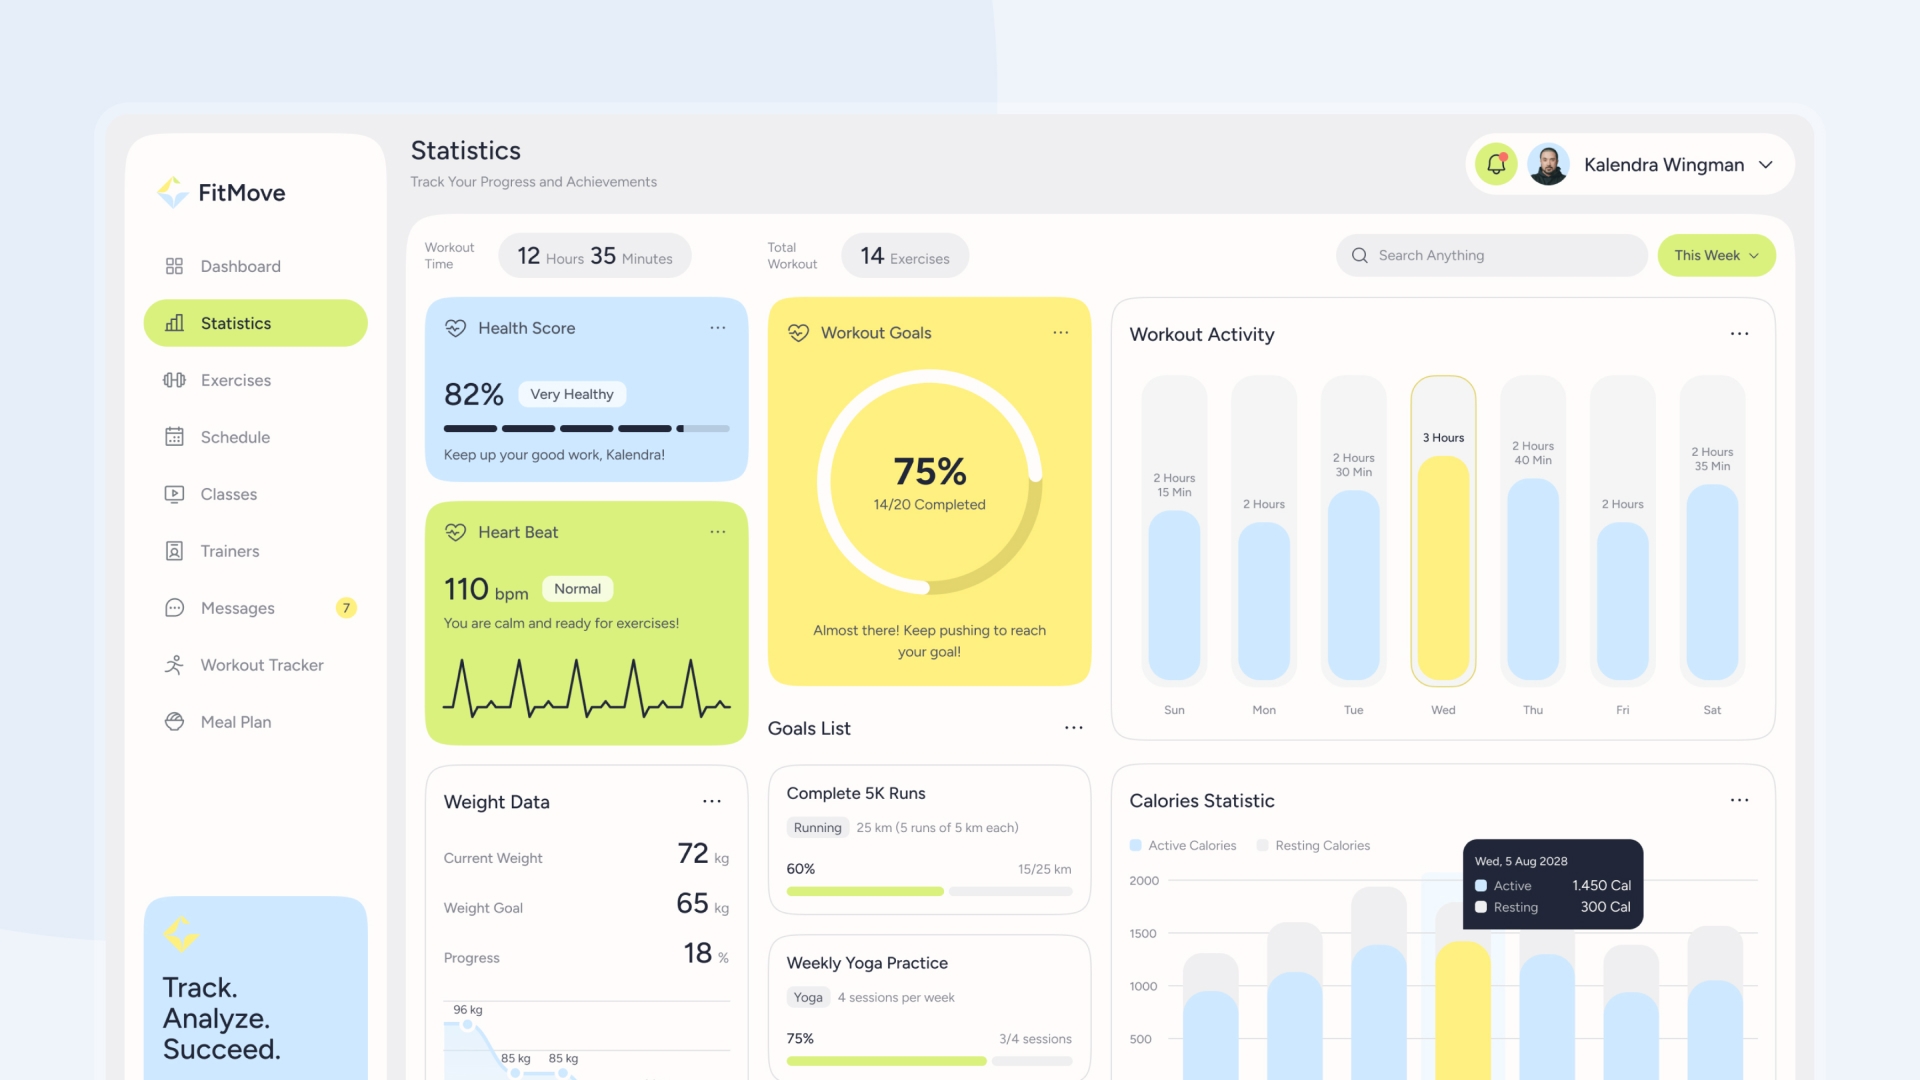 FitMove
Dashboard
Statistics
Exercises
Schedule
Classes
Trainers
Messages
7
Workout Tracker
Meal Plan
Track.
Analyze.
Succeed.
Statistics
Track Your Progress and Achievements
Kalendra Wingman
Workout
Time
12 Hours 35 Minutes
Total
Workout
14 Exercises
Search Anything
This Week
Health Score
82%
Very Healthy
Keep up your good work, Kalendra!
Heart Beat
110 bpm
Normal
You are calm and ready for exercises!
Workout Goals
75%
14/20 Completed
Almost there! Keep pushing to reach
your goal!
Workout Activity
2 Hours
15 Min
2 Hours
2 Hours
30 Min
3 Hours
2 Hours
40 Min
2 Hours
2 Hours
35 Min
Sun
Mon
Tue
Wed
Thu
Fri
Sat
Weight Data
Current Weight
72 kg
Weight Goal
65 kg
Progress
18 %
96 kg
85 kg
85 kg
Goals List
Complete 5K Runs
Running
25 km (5 runs of 5 km each)
60%
15/25 km
Weekly Yoga Practice
Yoga
4 sessions per week
75%
3/4 sessions
Calories Statistic
Active Calories
Resting Calories
2000
1500
1000
500
Wed, 5 Aug 2028
Active
1.450 Cal
Resting
300 Cal